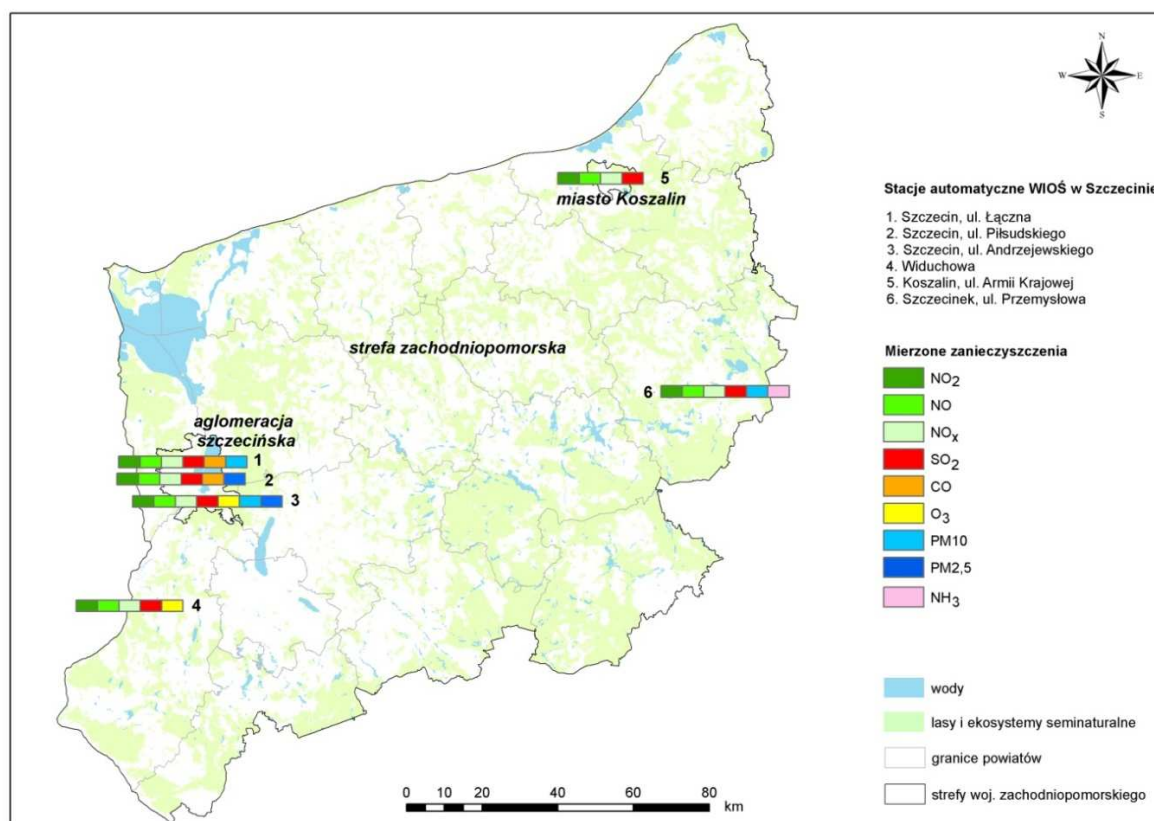 N
W
E
S
5
miasto Koszalin
strefa zachodniopomorska
6
aglomeracja
szczecińska
1
2
3
4
0 10 20 40 60 80
km
Stacje automatyczne WIOŚ w Szczecinie
1. Szczecin, ul. Łączna
2. Szczecin, ul. Piłsudskiego
3. Szczecin, ul. Andrzejewskiego
4. Widuchowa
5. Koszalin, ul. Armii Krajowej
6. Szczecinek, ul. Przemysłowa
Mierzone zanieczyszczenia
NO2
NO
NOx
SO2
CO
O3
PM10
PM2,5
NH3
wody
lasy i ekosystemy seminaturalne
granice powiatów
strefy woj. zachodniopomorskiego